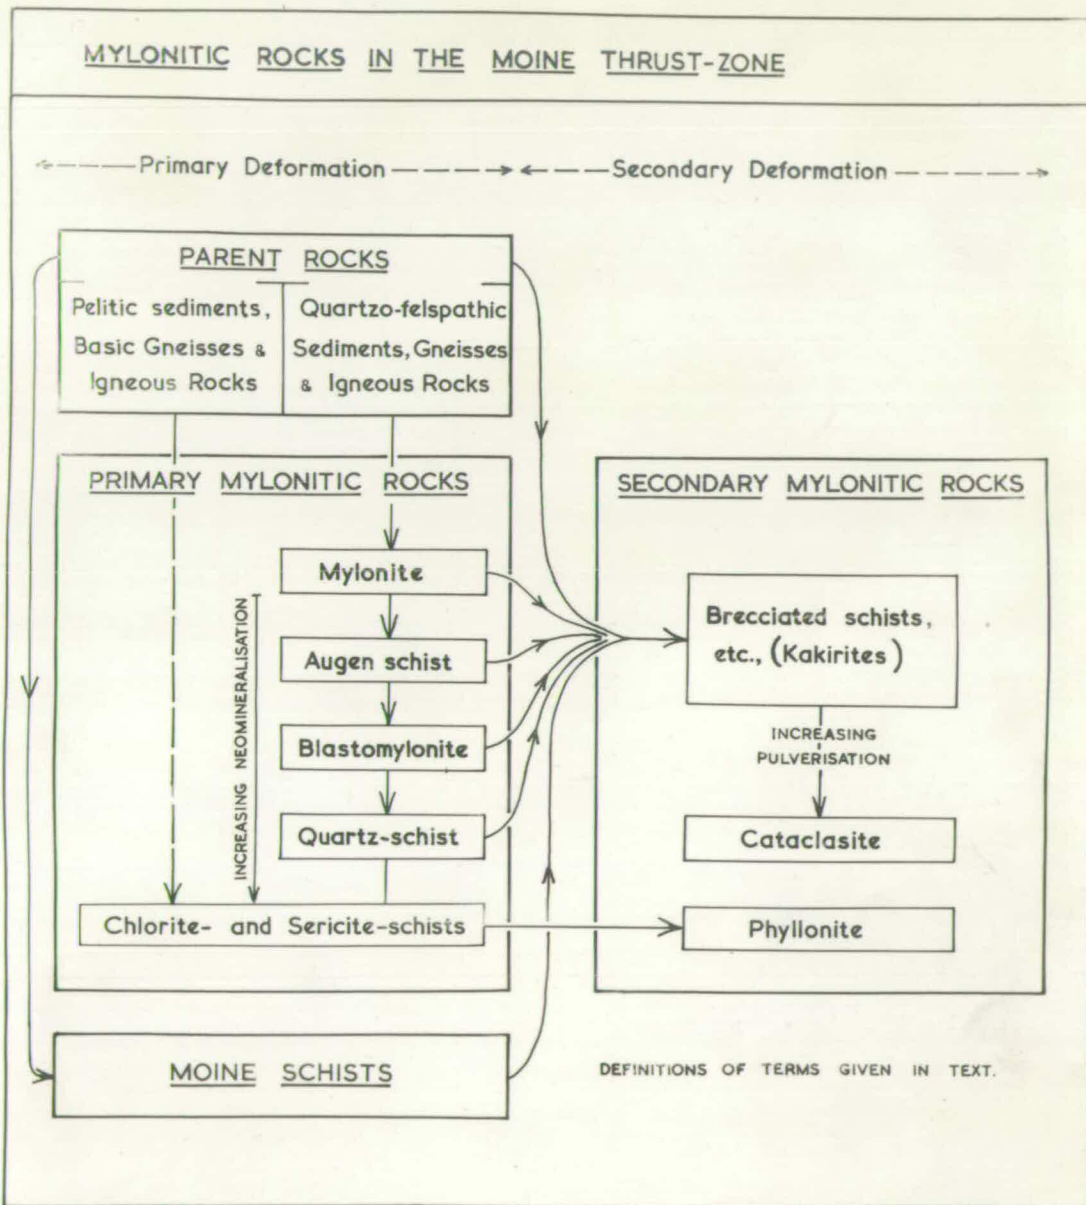 MYLONITIC ROCKS IN THE MOINE THRUST-ZONE
Primary Deformation
Secondary Deformation
PARENT ROCKS
Pelitic sediments,
Basic Gneisses &
Igneous Rocks
Quartzo-felspathic
Sediments, Gneisses
& Igneous Rocks
PRIMARY MYLONITIC ROCKS
Mylonite
Augen schist
Blastomylonite
Quartz-schist
INCREASING NEOMINERALISATION
Chlorite- and Sericite-schists
MOINE SCHISTS
SECONDARY MYLONITIC ROCKS
Brecciated schists,
etc., (Kakirites)
INCREASING
PULVERISATION
Cataclasite
Phyllonite
DEFINITIONS OF TERMS GIVEN IN TEXT.